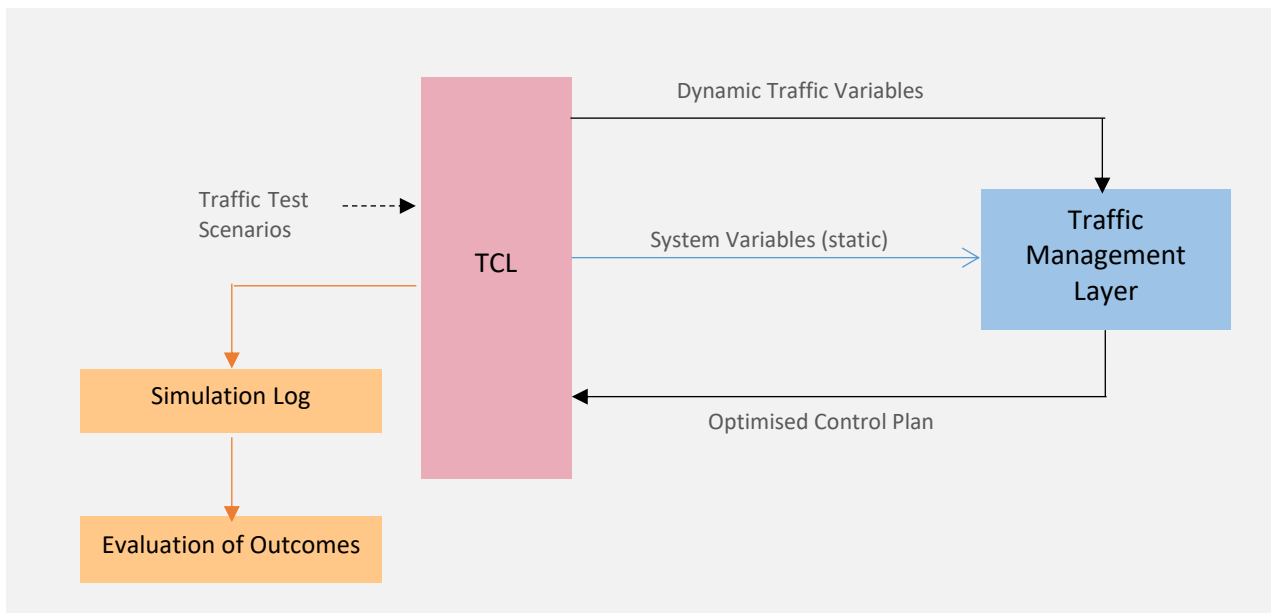 Dynamic Traffic Variables
Traffic Test
Scenarios
TCL
System Variables (static)
Traffic
Management
Layer
Simulation Log
Optimised Control Plan
Evaluation of Outcomes